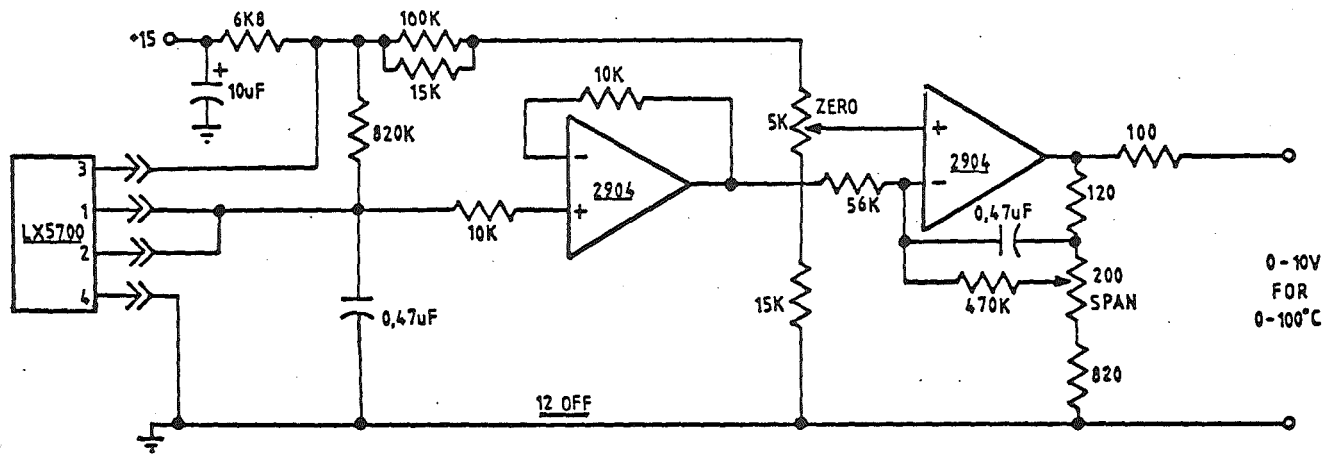 6K8
100K
+15
+
10uF
15K
10K
820K
5K
ZERO
+
100
3
2904
2904
1
56K
120
LX5700
+
0,47uF
10K
2
200
SPAN
0-10V
FOR
0-100°C
4
470K
15K
0,47uF
820
12 OFF